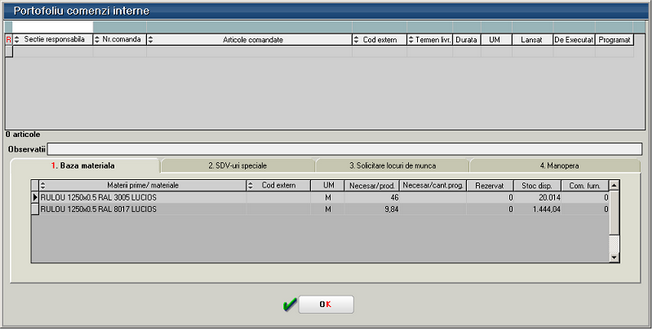 Portofoliu comenzi interne
R Sectie responsabila Nr.comanda Articole comandate Cod extern Termen livr. Durata UM Lansat De Executat Programat
0 articole
Observatii
1. Baza materiala 2. SDV-uri speciale 3. Solicitare locuri de munca 4. Manopera
Materii prime/ materiale Cod extern UM Necesar/prod. Necesar/cant.prog. Rezervat Stoc disp. Com. furn.
RULOU 1250x0.5 RAL 3005 LUCIOS M 46 0 20.014 0
RULOU 1250x0.5 RAL 8017 LUCIOS M 9,84 0 1.444,04 0
OK